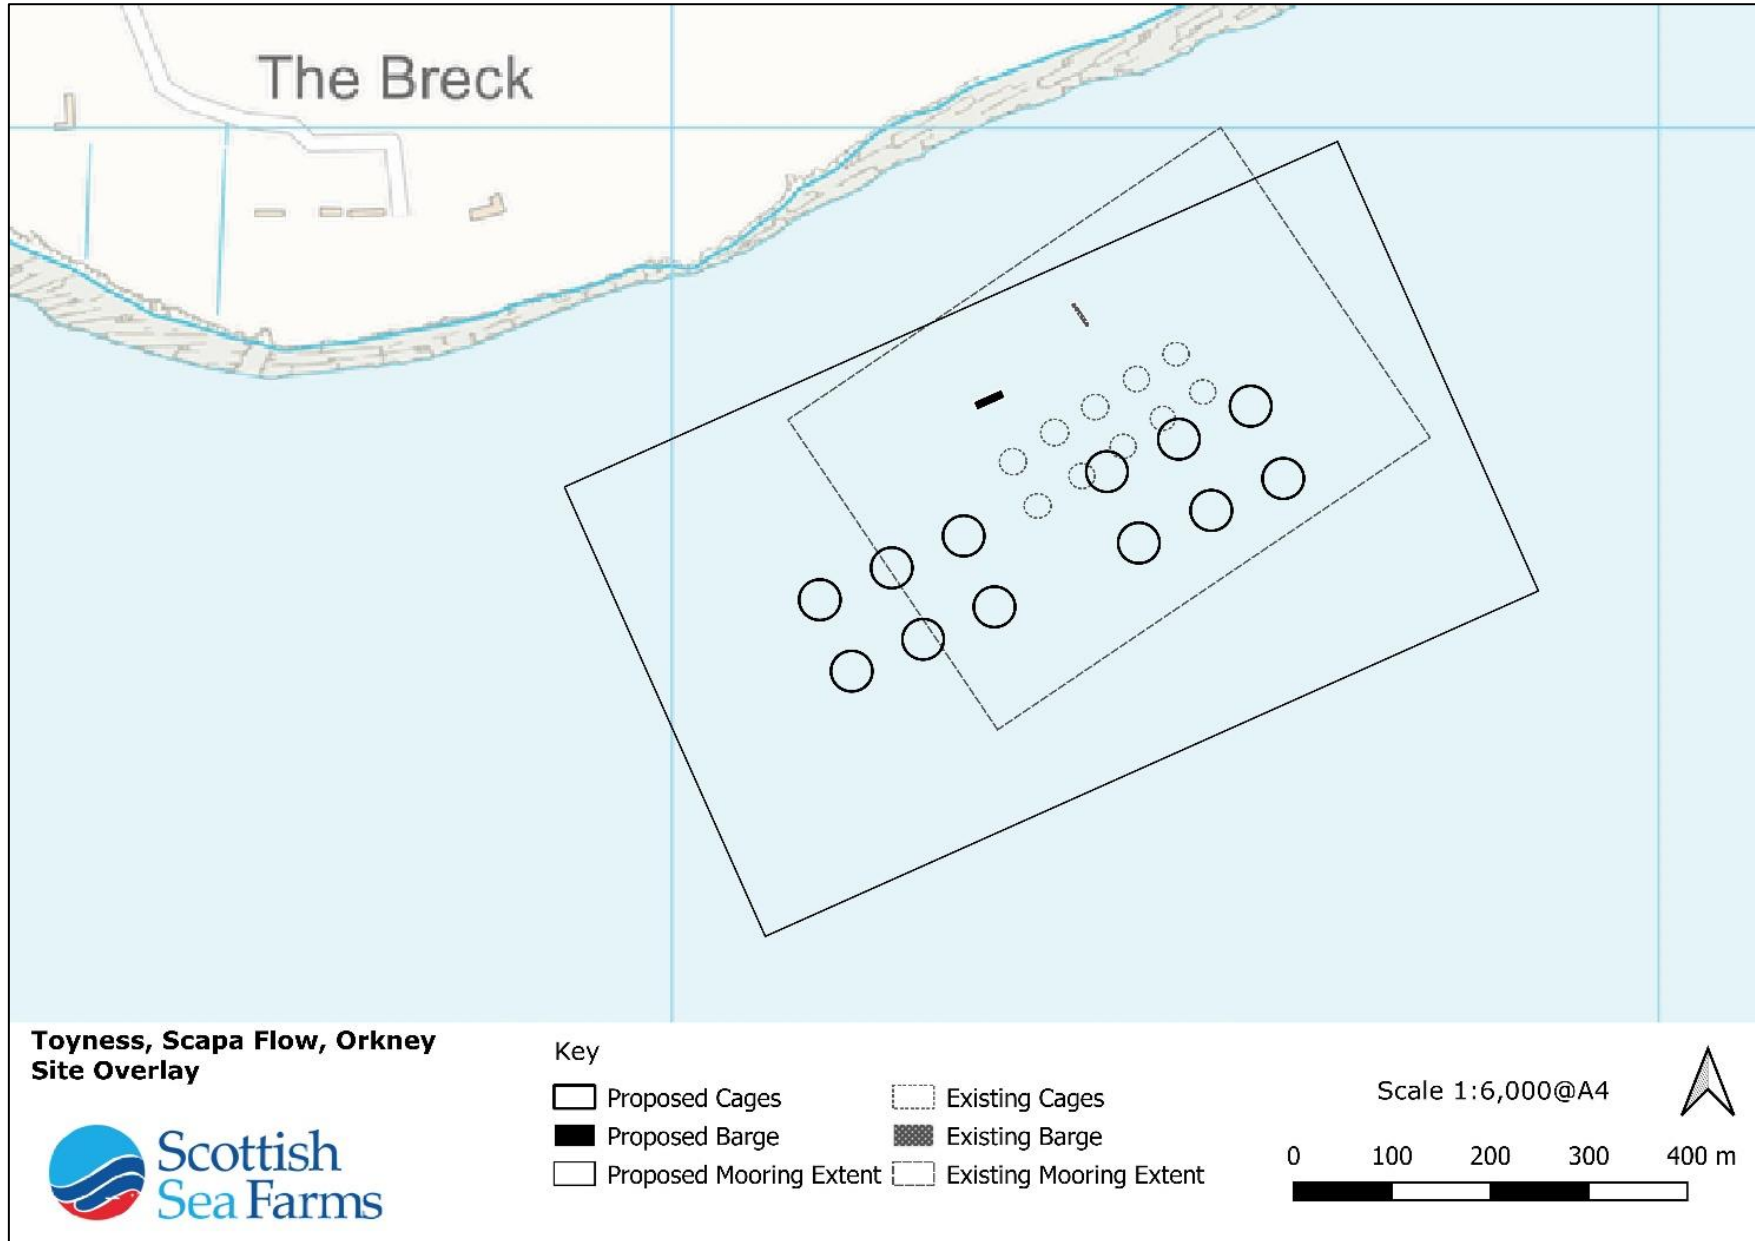 The Breck
Toyness, Scapa Flow, Orkney
Site Overlay
Scottish
Sea Farms
Key
Proposed Cages
Proposed Barge
Proposed Mooring Extent
Existing Cages
Existing Barge
Existing Mooring Extent
Scale 1:6,000@A4
0 100 200 300 400 m